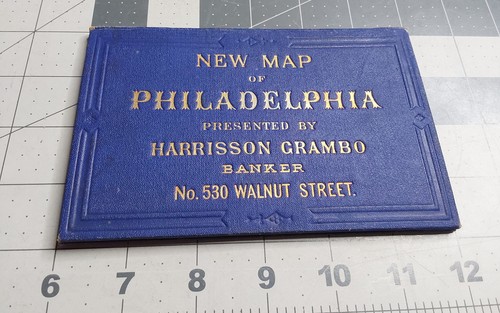 NEW MAP
OF
PHILADELPHIA
PRESENTED BY
HARRISSON GRAMBO
BANKER
No. 530 WALNUT STREET.
6 7 8 9 10 11 12